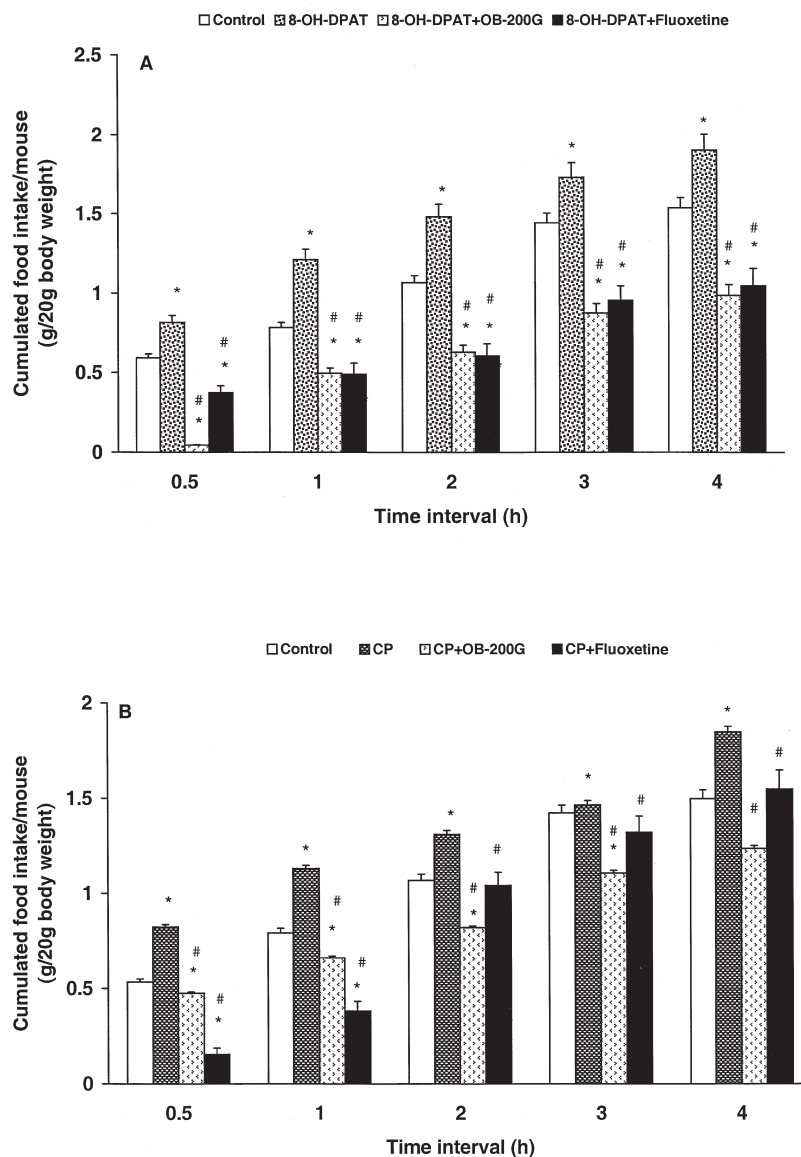 Control 8-OH-DPAT 8-OH-DPAT+OB-200G 8-OH-DPAT+Fluoxetine
A
Cumulated food intake/mouse
(g/20g body weight)
2.5
2
1.5
1
0.5
0
* # * # *
* # * # *
* # * # *
* # * # *
* # * # *
0.5 1 2 3 4
Time interval (h)
Control CP CP+OB-200G CP+Fluoxetine
B
Cumulated food intake/mouse
(g/20g body weight)
2
1.5
1
0.5
0
* # * # *
* # * # *
* # * #
* # * #
* # #
0.5 1 2 3 4
Time interval (h)